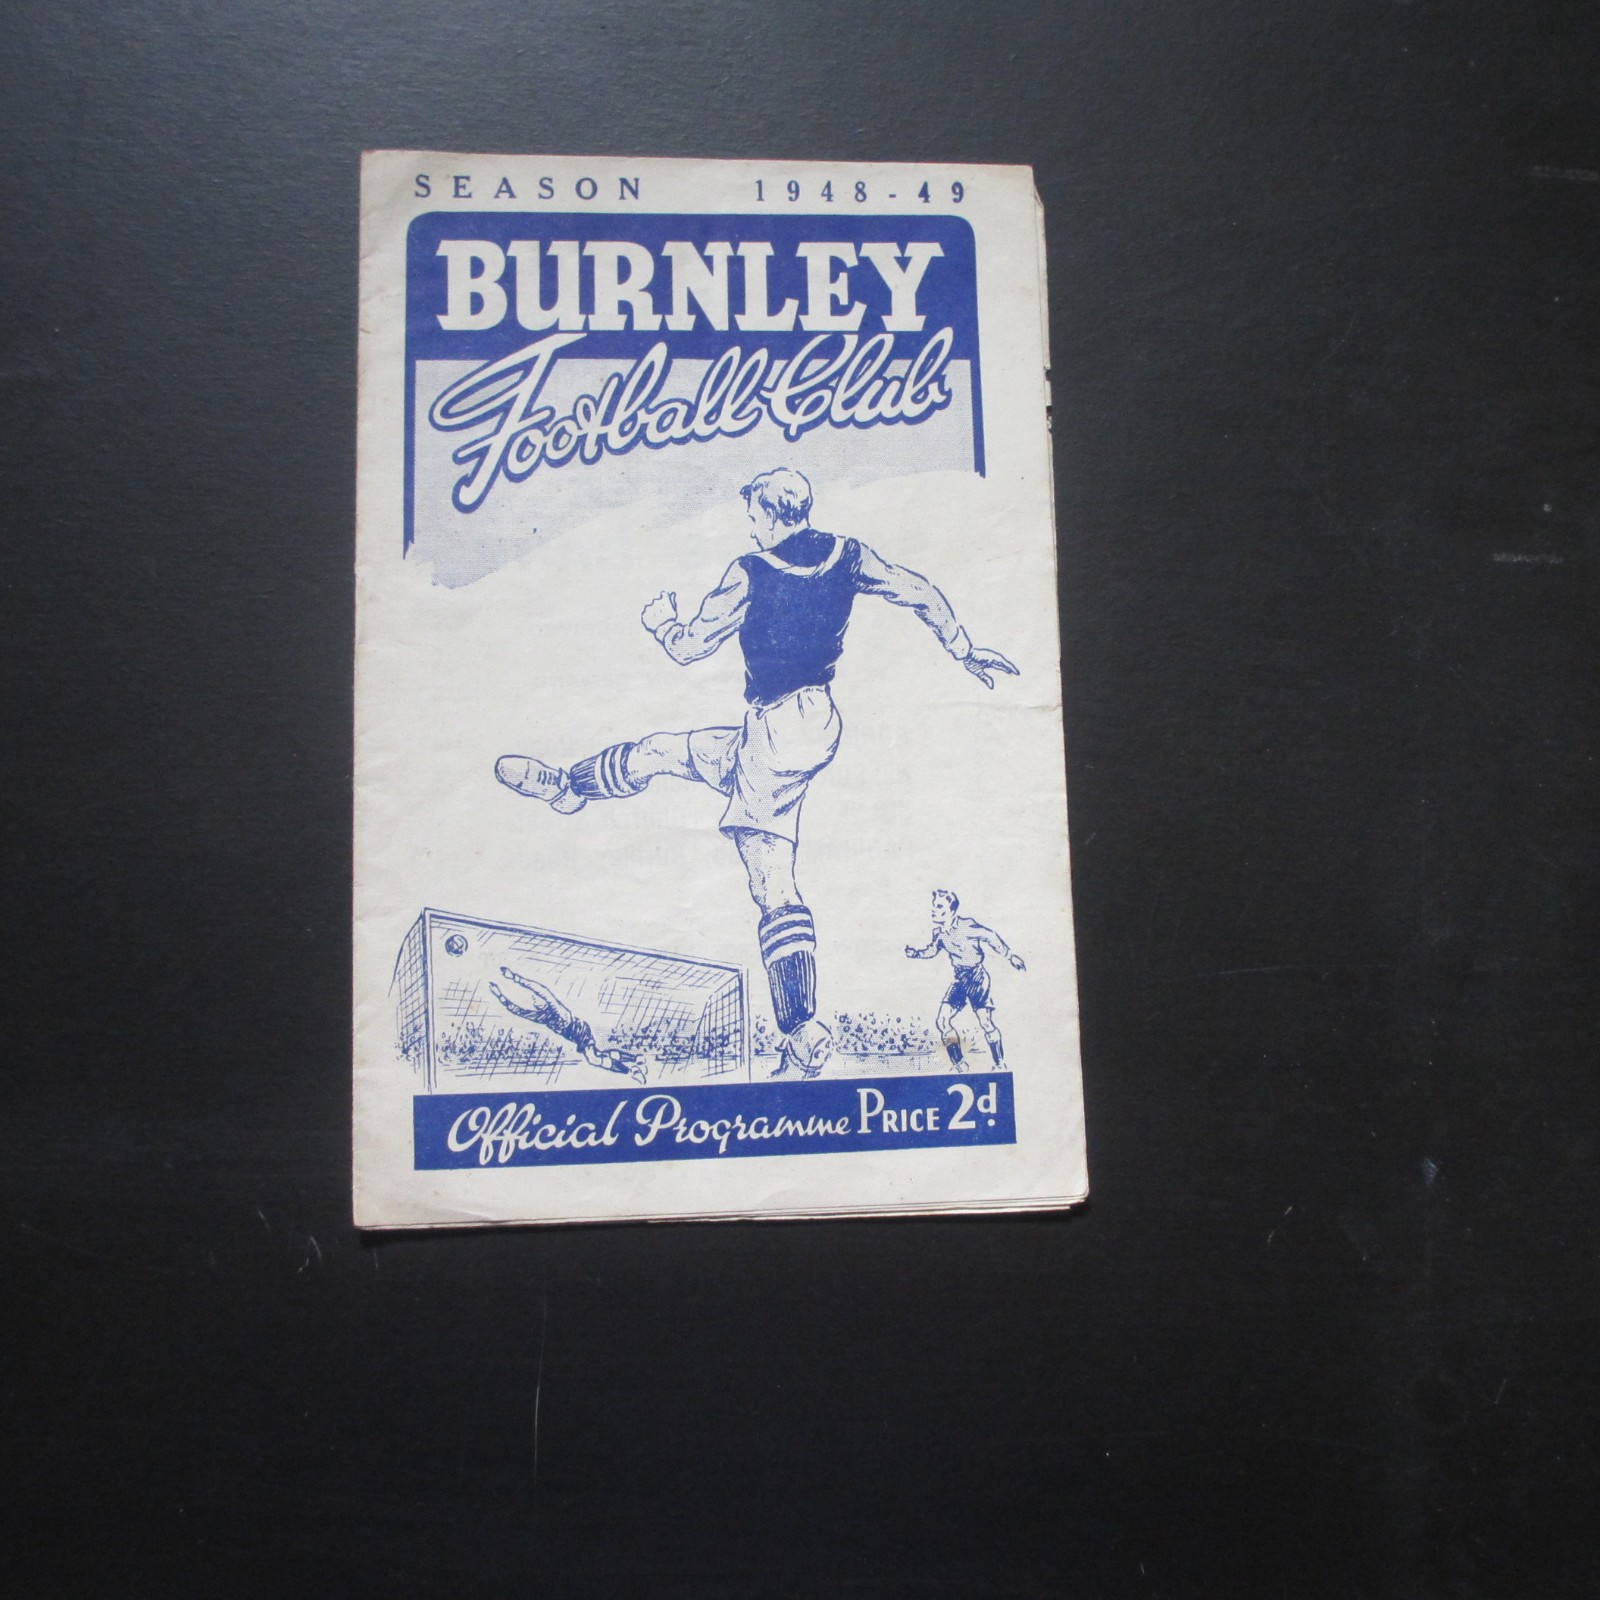 SEASON 1948-49
BURNLEY
Football Club
Official Programme PRICE 2d.